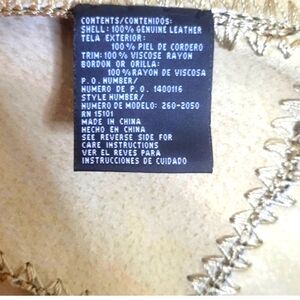 CONTENTS/CONTENIDOS:
SHELL: 100% GENUINE LEATHER
TELA EXTERIOR:
100% PIEL DE CORDERO
TRIM: 100% VISCOSE RAYON
BORDON OR ORILLA:
100% RAYON DE VISCOSA
P.O. NUMBER/
NUMERO DE P.O. 1400116
STYLE NUMBER/
NUMERO DE MODELO: 260-2050
RN 15101
MADE IN CHINA
HECHO EN CHINA
SEE REVERSE SIDE FOR
CARE INSTRUCTIONS
VER EL REVES PARA
INSTRUCCIONES DE CUIDADO